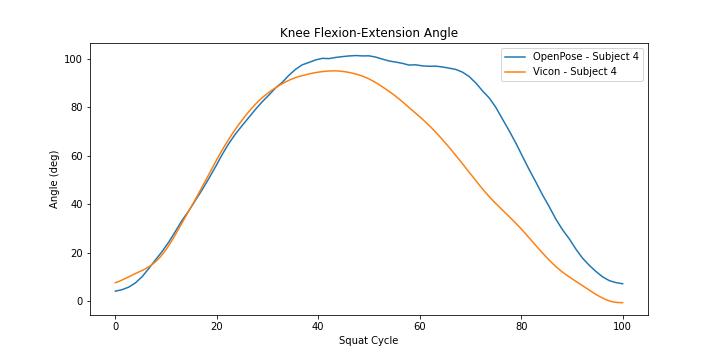 Knee Flexion-Extension Angle
OpenPose - Subject 4
Vicon - Subject 4
Angle (deg)
100
80
60
40
20
0
0 20 40 60 80 100
Squat Cycle